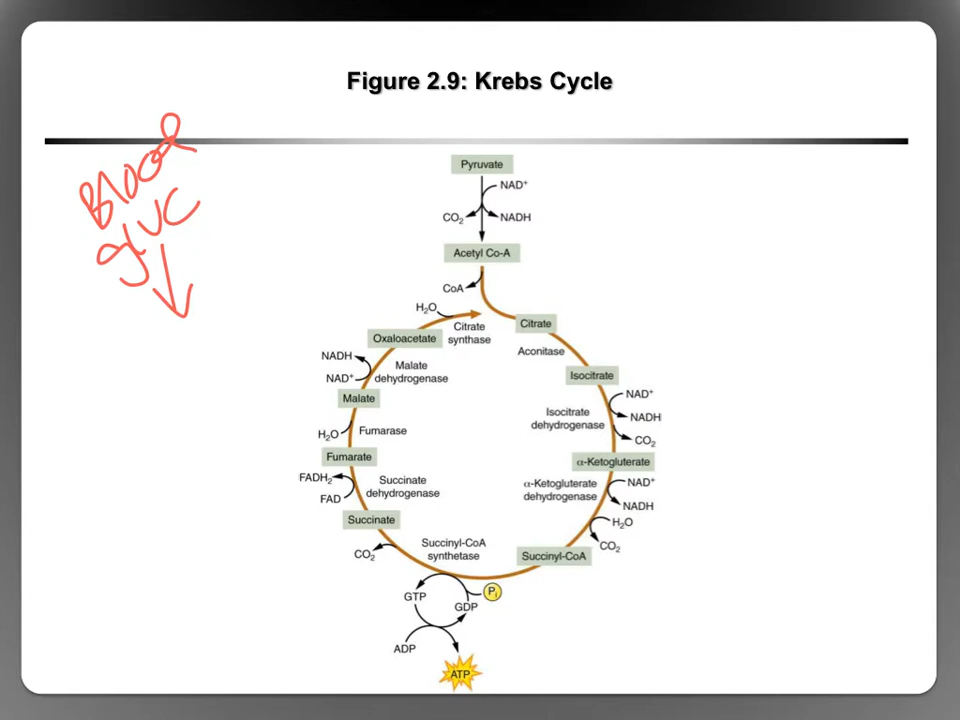 Figure 2.9: Krebs Cycle
Blood
gluc
Pyruvate
NAD⁺
CO₂
NADH
Acetyl Co-A
CoA
H₂O
Citrate
synthase
Citrate
Oxaloacetate
Aconitase
NADH
Malate
dehydrogenase
NAD⁺
Isocitrate
Malate
NAD⁺
Isocitrate
dehydrogenase
NADH
H₂O
Fumarase
CO₂
Fumarate
α-Ketogluterate
FADH₂
Succinate
dehydrogenase
FAD
α-Ketogluterate
dehydrogenase
NAD⁺
NADH
Succinate
H₂O
CO₂
Succinyl-CoA
synthetase
CO₂
Succinyl-CoA
GTP
Pi
GDP
ADP
ATP